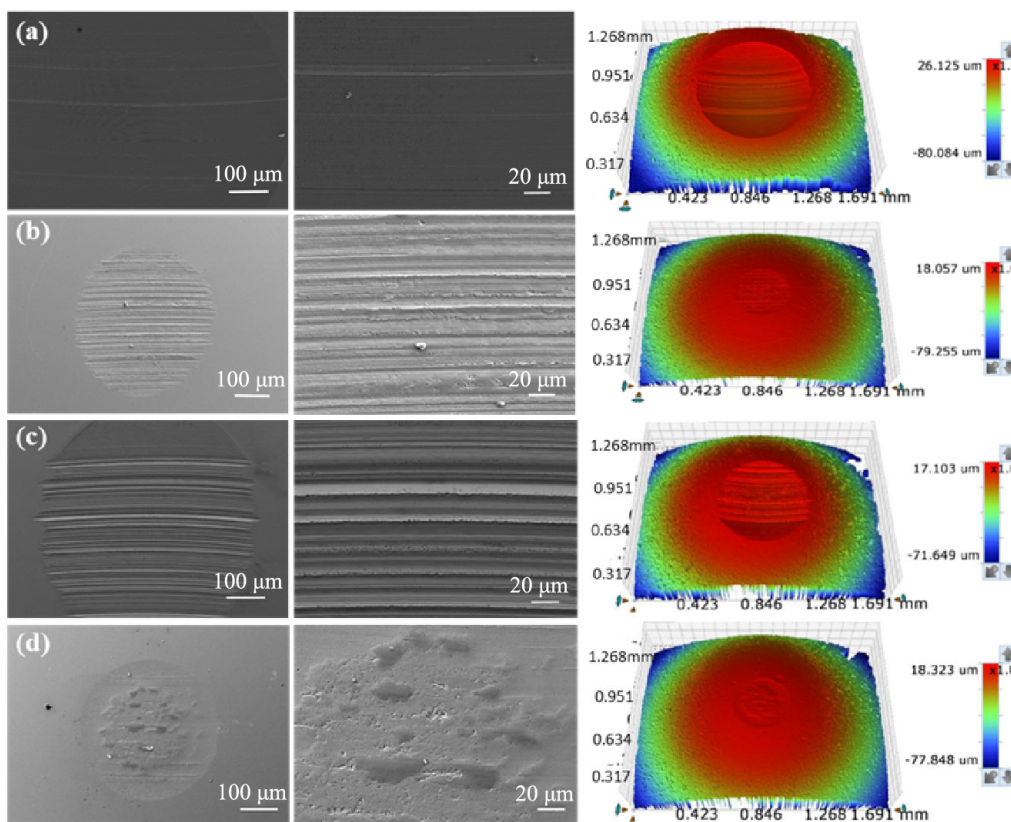 (a)
100 μm
20 μm
1.268mm
0.951
0.634
0.317
0.423 0.846 1.268 1.691 mm
26.125 um
-80.084 um
(b)
100 μm
20 μm
1.268mm
0.951
0.634
0.317
0.423 0.846 1.268 1.691 mm
18.057 um
-79.255 um
(c)
100 μm
20 μm
1.268mm
0.951
0.634
0.317
0.423 0.846 1.268 1.691 mm
17.103 um
-71.649 um
(d)
100 μm
20 μm
1.268mm
0.951
0.634
0.317
0.423 0.846 1.268 1.691 mm
18.323 um
-77.848 um